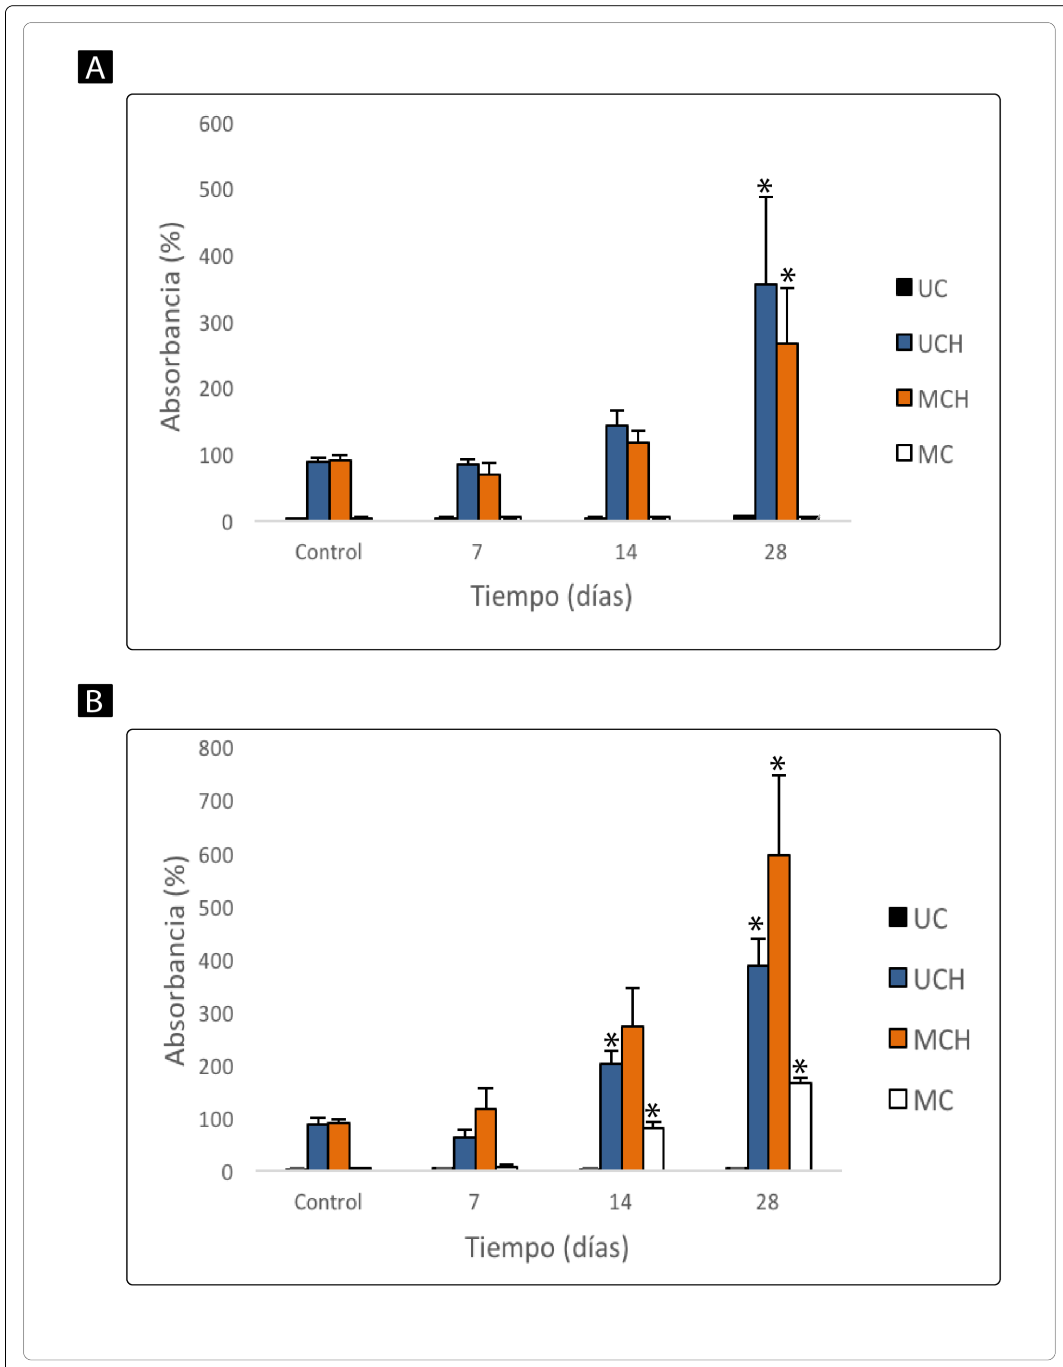 A
600
500
400
300
200
100
0
Absorbancia (%)
* *
Control 7 14 28
Tiempo (días)
UC
UCH
MCH
MC
B
800
700
600
500
400
300
200
100
0
Absorbancia (%)
* * * * *
Control 7 14 28
Tiempo (días)
UC
UCH
MCH
MC